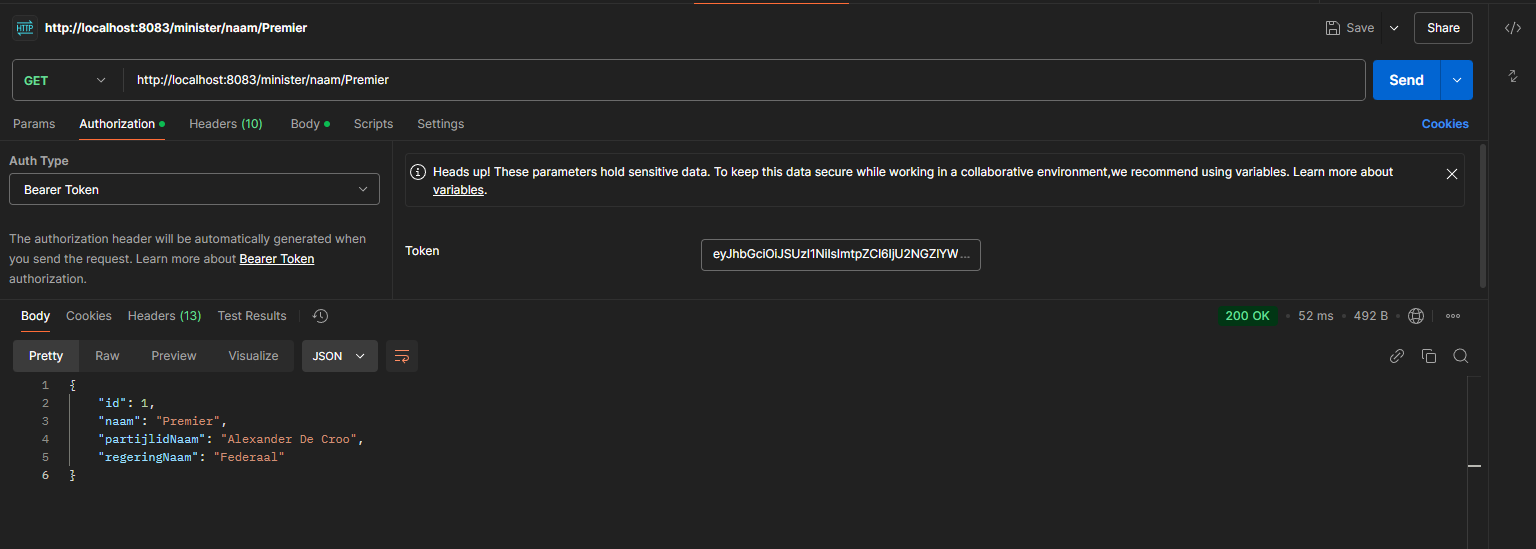 HTTP http://localhost:8083/minister/naam/Premier Save Share
GET http://localhost:8083/minister/naam/Premier Send
Params Authorization Headers (10) Body Scripts Settings Cookies
Auth Type
Bearer Token
The authorization header will be automatically generated when
you send the request. Learn more about Bearer Token
authorization.
Heads up! These parameters hold sensitive data. To keep this data secure while working in a collaborative environment,we recommend using variables. Learn more about
variables.
Token eyJhbGciOiJSUzI1NiIsImtpZCI6IjU2NGZlYW...
Body Cookies Headers (13) Test Results 200 OK 52 ms 492 B
Pretty Raw Preview Visualize JSON
1 {
2 "id": 1,
3 "naam": "Premier",
4 "partijlidNaam": "Alexander De Croo",
5 "regeringNaam": "Federaal"
6 }